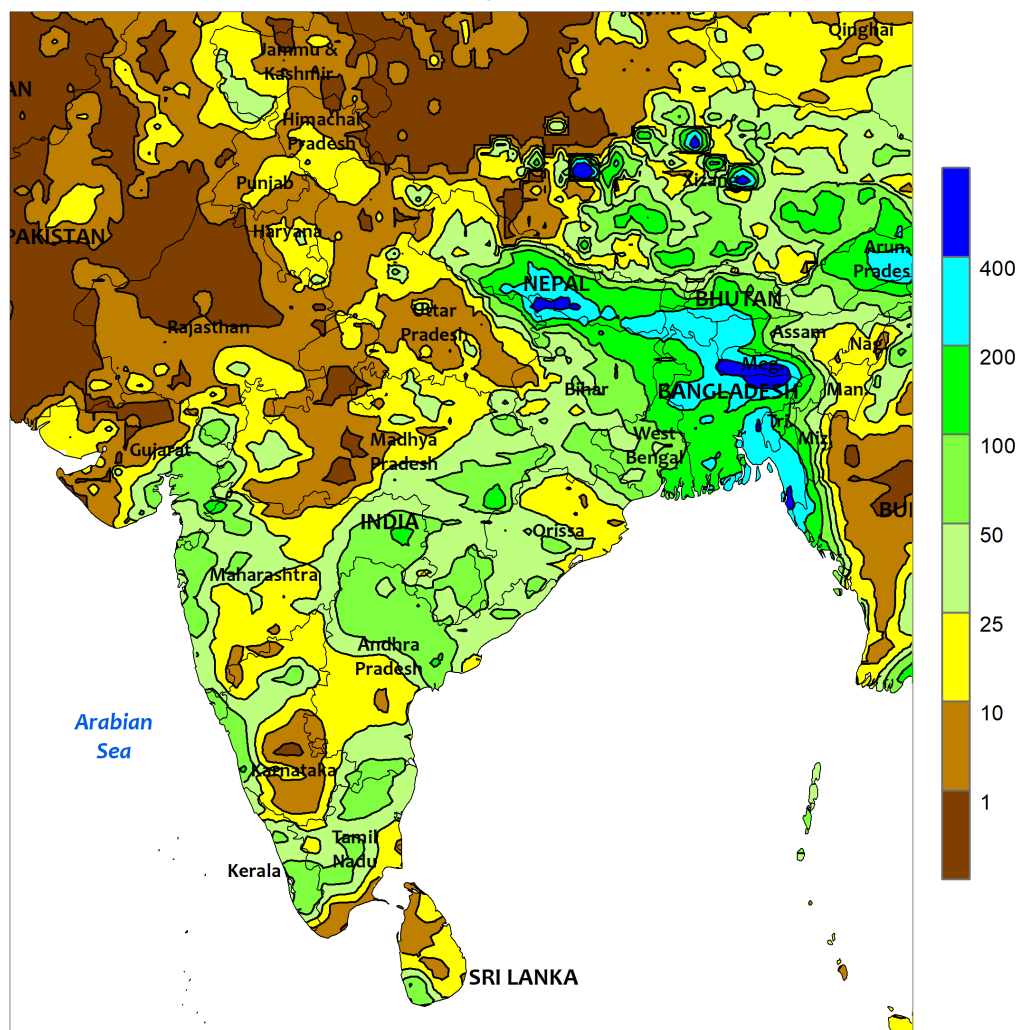 Qinghai
Jammu &
Kashmir
AN
Himachal
Pradesh
Punjab
Haryana
PAKISTAN
Arun.
Prades
NEPAL
BHUTAN
400
Uttar
Pradesh
Rajasthan
Assam
Nag.
200
Meg.
Bihar
BANGLADESH
Man.
Tri.
Miz.
West
Bengal
Madhya
Pradesh
Gujarat
100
BUI
INDIA
Orissa
50
Maharashtra
Andhra
Pradesh
25
Arabian
Sea
10
Karnataka
1
Tamil
Nadu
Kerala
SRI LANKA